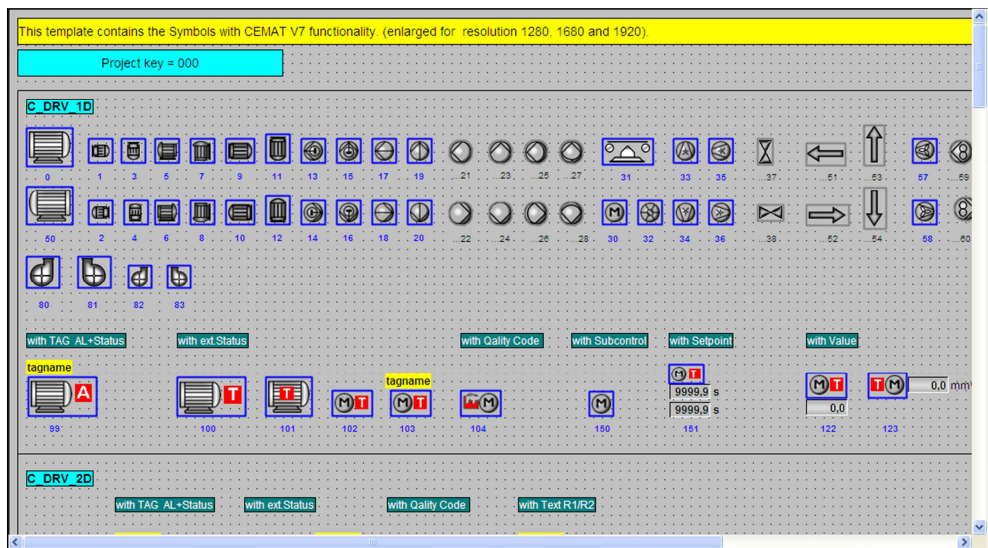 This template contains the Symbols with CEMAT V7 functionality. (enlarged for resolution 1280, 1680 and 1920).
Project key = 000
C_DRV_1D
0 1 3 5 7 9 11 13 15 17 19 ...21 ...23 ...25 ...27 31 33 35 ...37 ...51 ...53 57 ...59
50 2 4 6 8 10 12 14 16 18 20 ...22 ...24 ...26 ...28 30 32 34 36 ...38 ...52 ...54 58 ...60
80 81 82 83
with TAG AL+Status with ext.Status with Qality Code with Subcontrol with Setpoint with Value
tagname
A T T M T tagname M T M M M T 9999,9 s 9999,9 s M T 0,0 T M 0,0 mm
99 100 101 102 103 104 150 151 122 123
C_DRV_2D
with TAG AL+Status with ext.Status with Qality Code with Text R1/R2